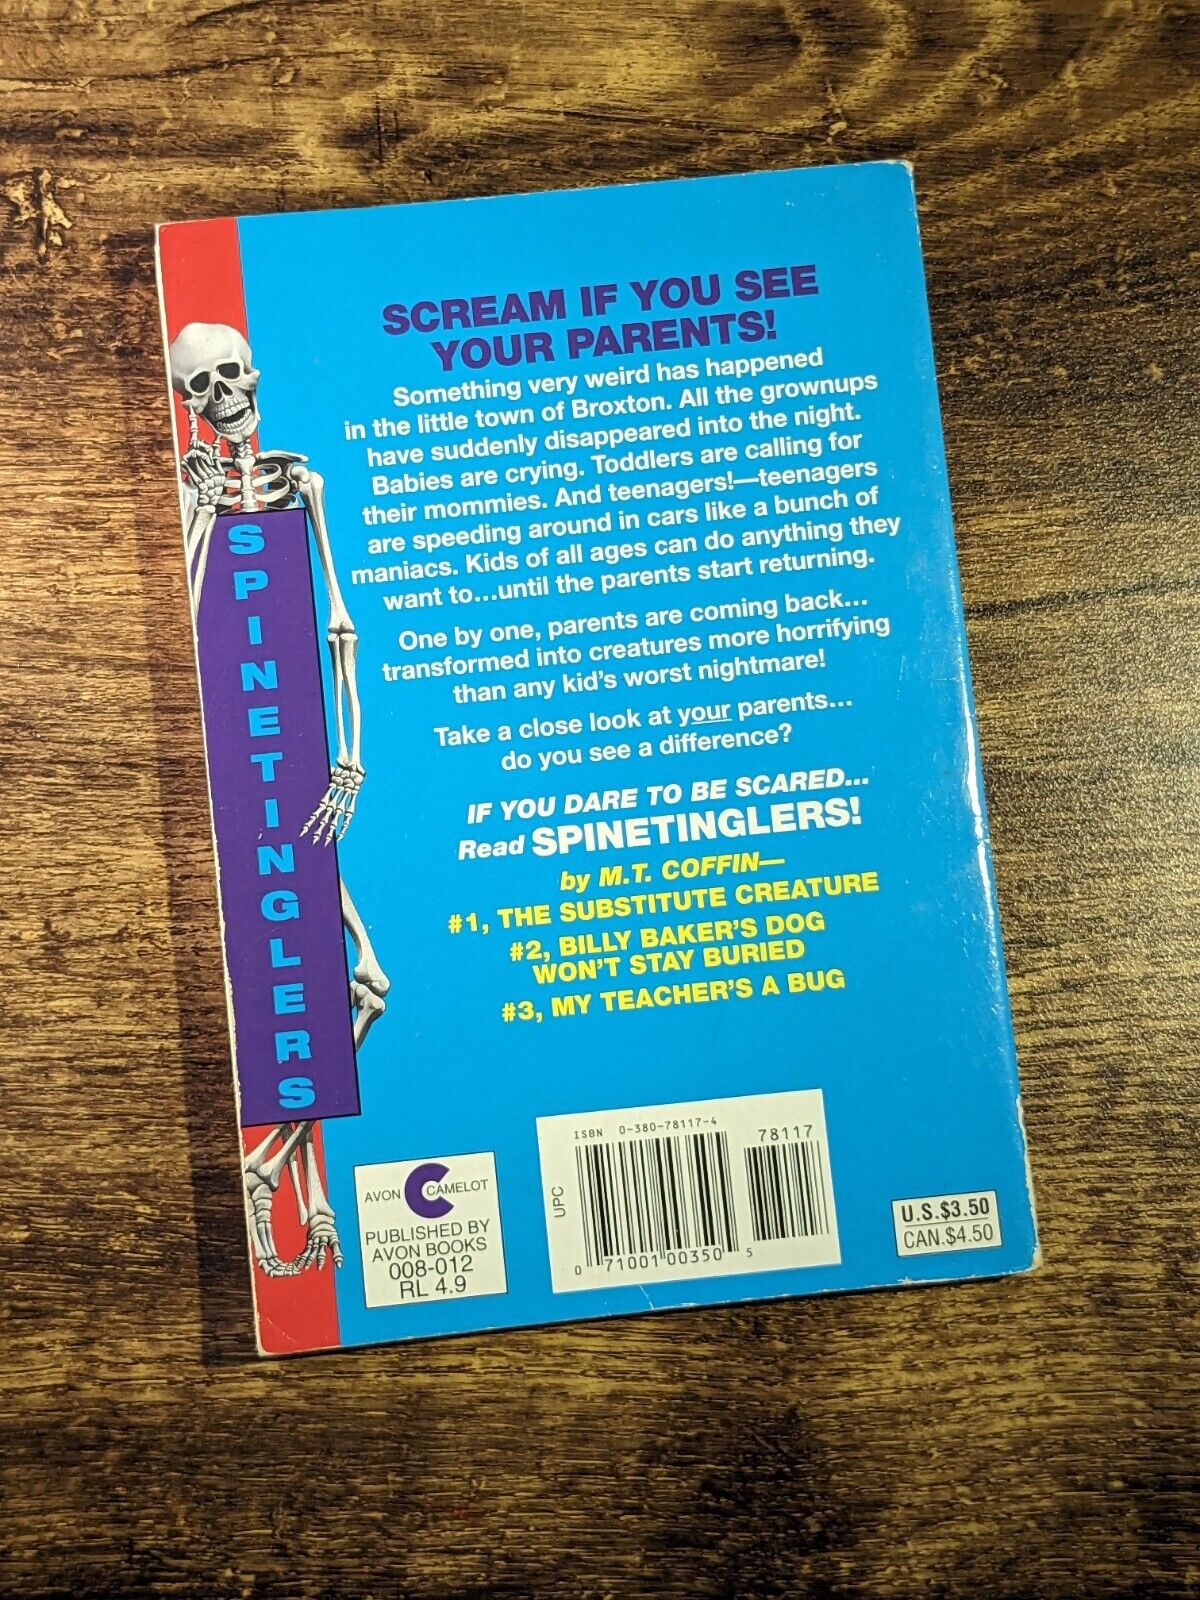 SCREAM IF YOU SEE
YOUR PARENTS!
Something very weird has happened
in the little town of Broxton. All the grownups
have suddenly disappeared into the night.
Babies are crying. Toddlers are calling for
their mommies. And teenagers!—teenagers
are speeding around in cars like a bunch of
maniacs. Kids of all ages can do anything they
want to...until the parents start returning.
One by one, parents are coming back...
transformed into creatures more horrifying
than any kid's worst nightmare!
Take a close look at your parents...
do you see a difference?
IF YOU DARE TO BE SCARED...
Read SPINETINGLERS!
by M.T. COFFIN—
#1, THE SUBSTITUTE CREATURE
#2, BILLY BAKER'S DOG
WON'T STAY BURIED
#3, MY TEACHER'S A BUG
SPINETINGLERS
AVON C CAMELOT
PUBLISHED BY
AVON BOOKS
008-012
RL 4.9
UPC
ISBN 0-380-78117-4
78117
0 71001 00350 5
U.S.$3.50
CAN.$4.50